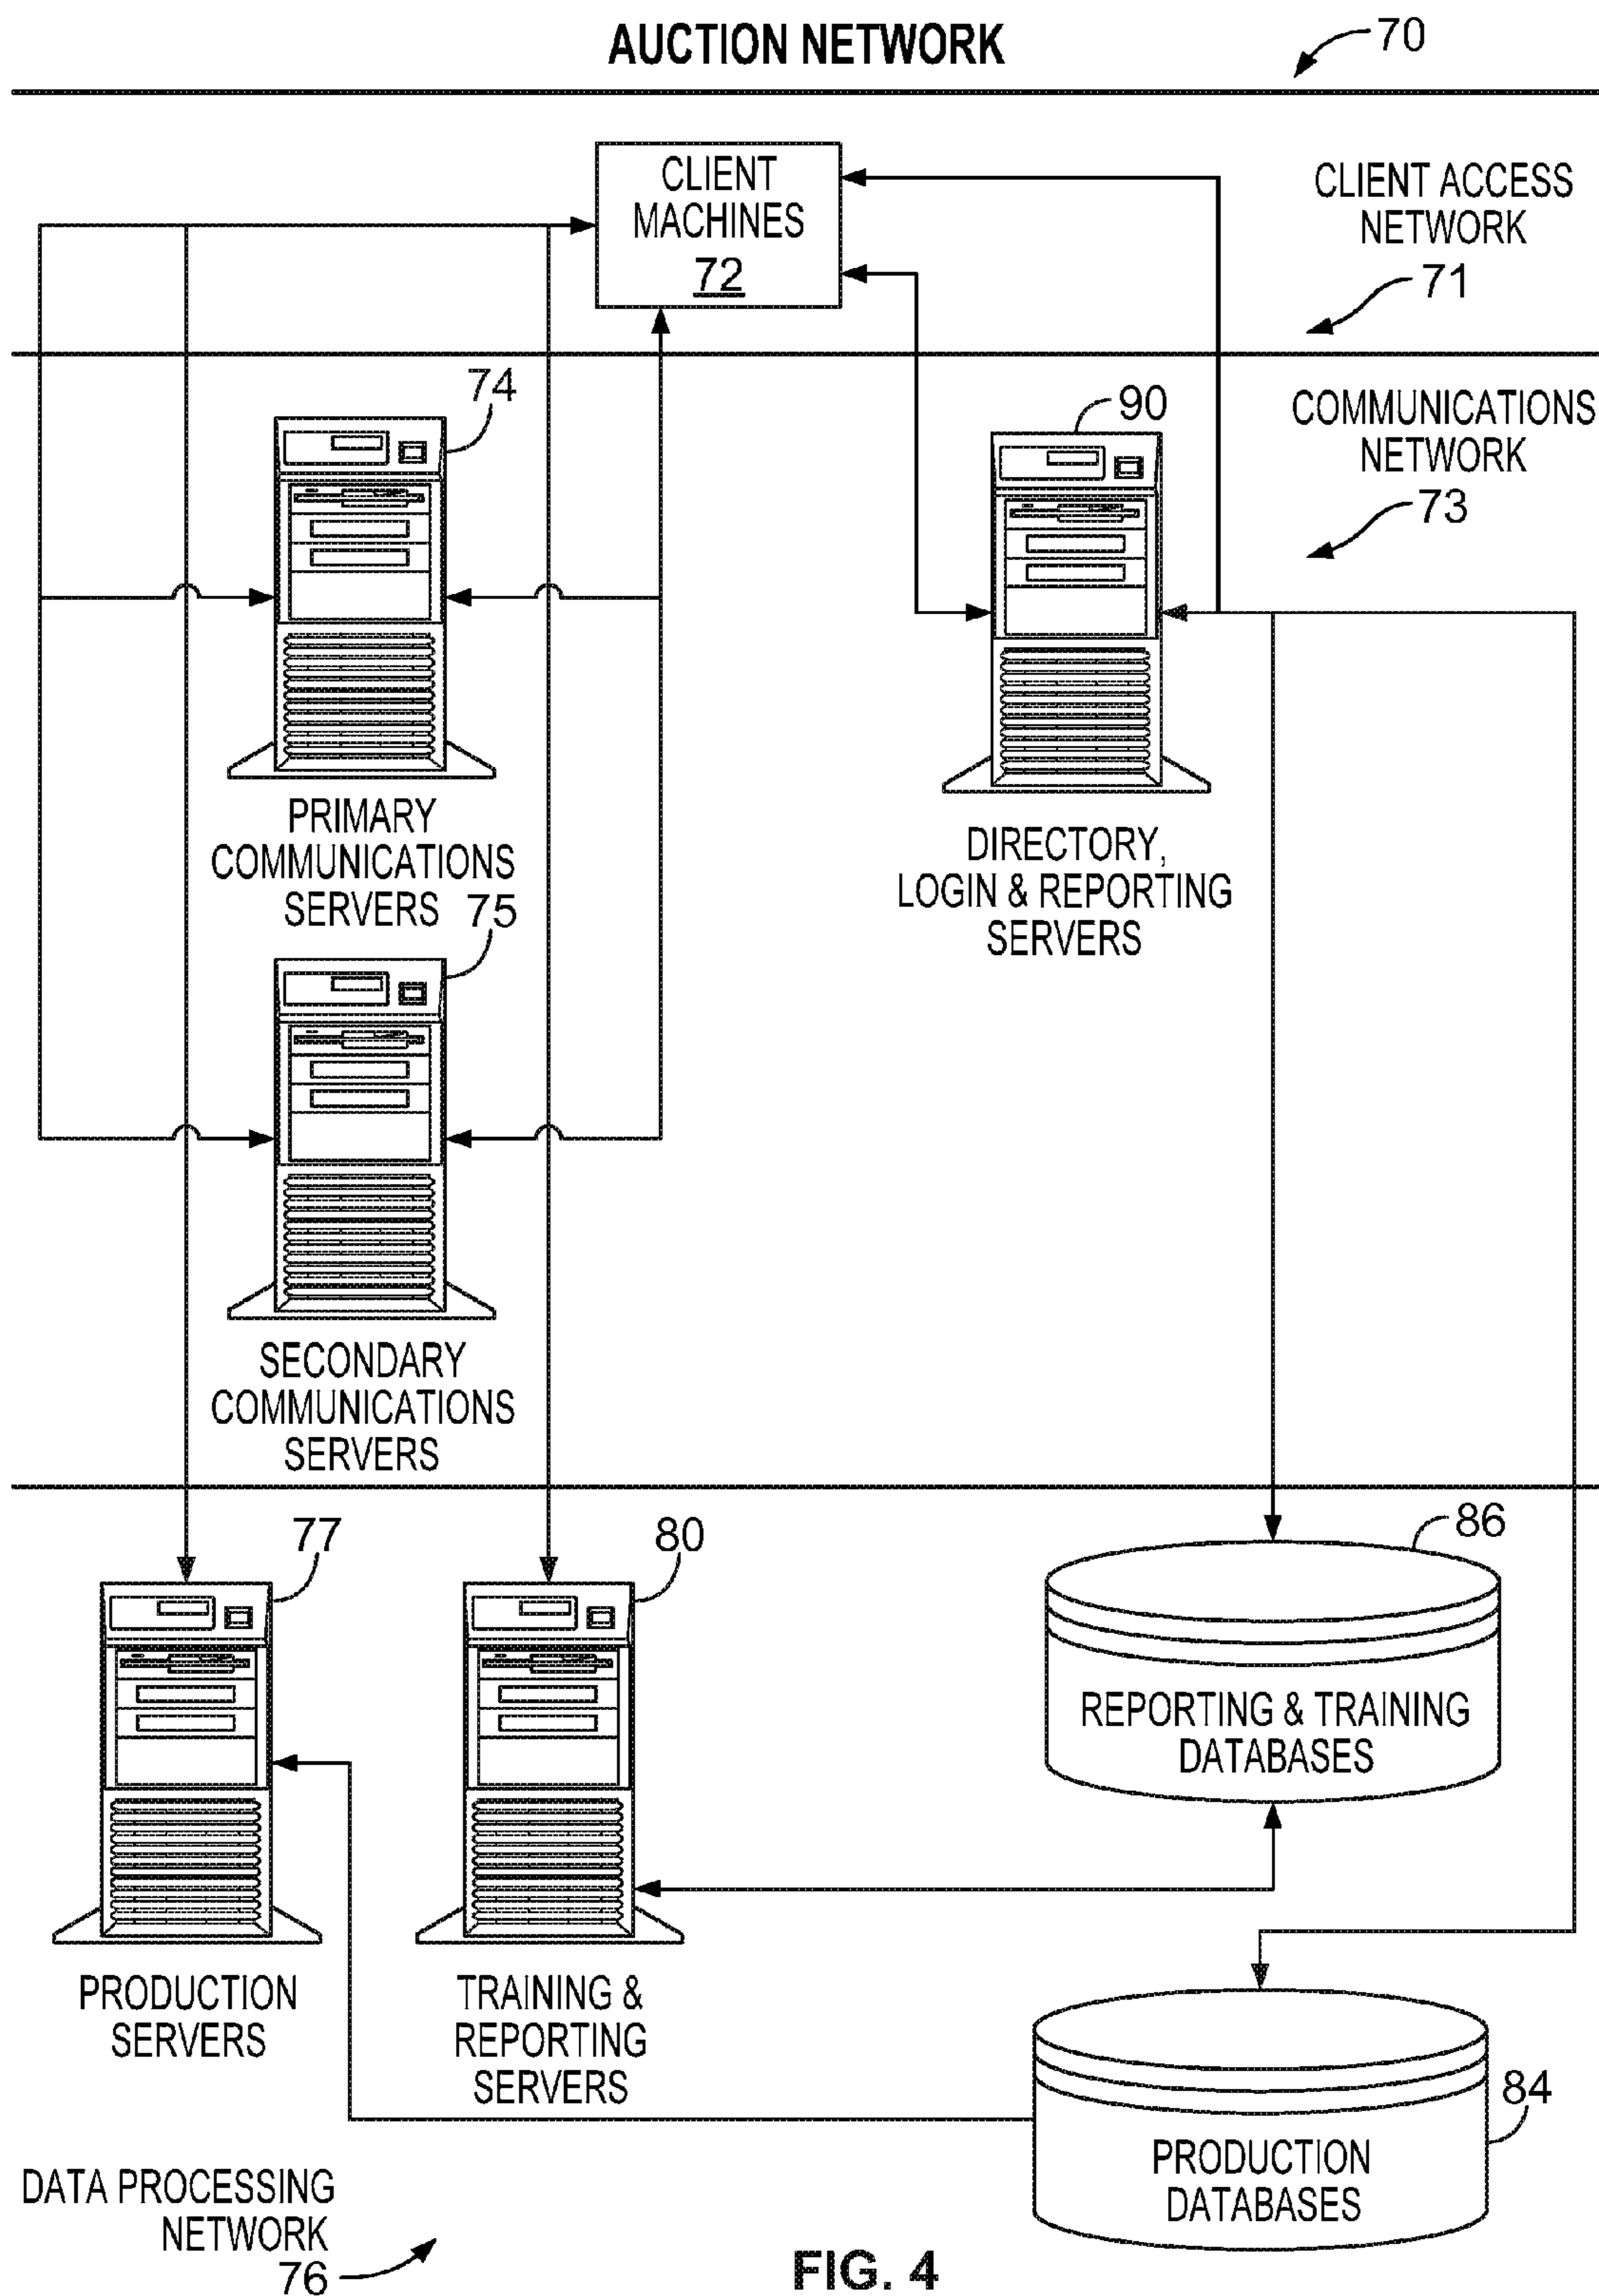 AUCTION NETWORK
70
CLIENT
MACHINES
72
CLIENT ACCESS
NETWORK
71
74
90
COMMUNICATIONS
NETWORK
73
PRIMARY
COMMUNICATIONS
SERVERS
75
DIRECTORY,
LOGIN & REPORTING
SERVERS
SECONDARY
COMMUNICATIONS
SERVERS
77
80
86
REPORTING & TRAINING
DATABASES
PRODUCTION
SERVERS
TRAINING &
REPORTING
SERVERS
84
PRODUCTION
DATABASES
DATA PROCESSING
NETWORK
76
FIG. 4